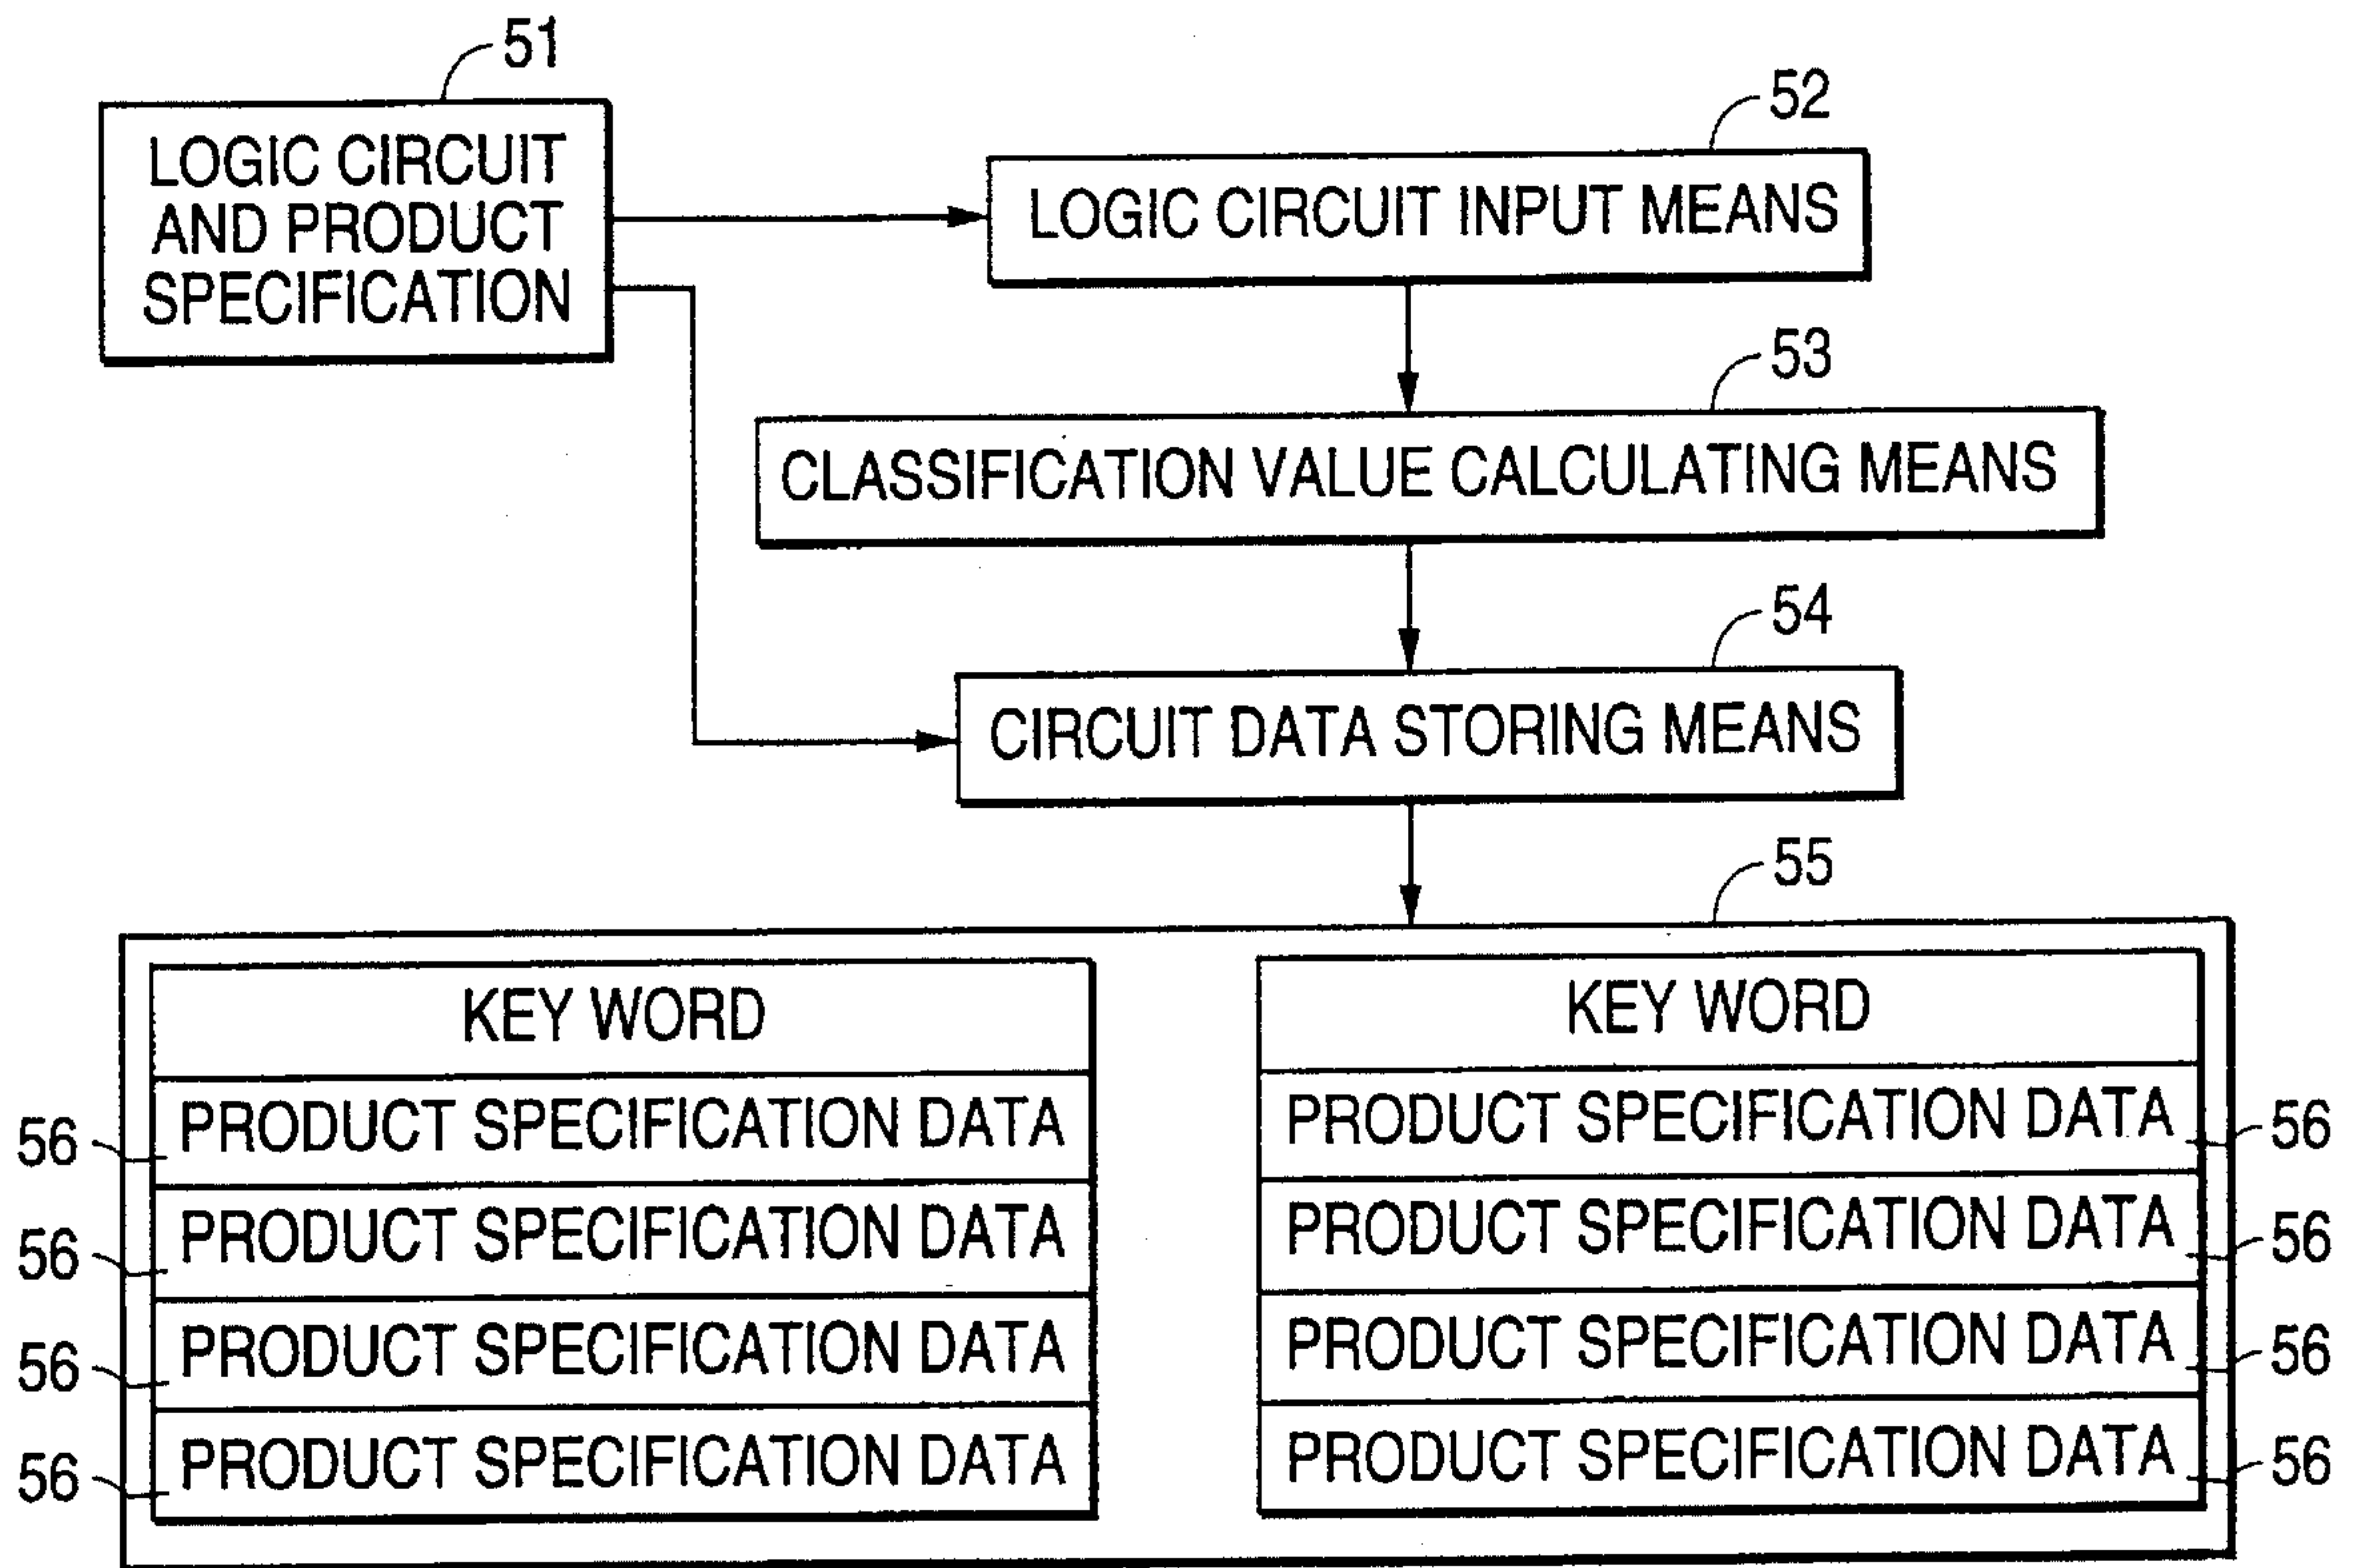 51
LOGIC CIRCUIT
AND PRODUCT
SPECIFICATION
52
LOGIC CIRCUIT INPUT MEANS
53
CLASSIFICATION VALUE CALCULATING MEANS
54
CIRCUIT DATA STORING MEANS
55
KEY WORD
56 PRODUCT SPECIFICATION DATA
56 PRODUCT SPECIFICATION DATA
56 PRODUCT SPECIFICATION DATA
56 PRODUCT SPECIFICATION DATA
KEY WORD
PRODUCT SPECIFICATION DATA 56
PRODUCT SPECIFICATION DATA 56
PRODUCT SPECIFICATION DATA 56
PRODUCT SPECIFICATION DATA 56